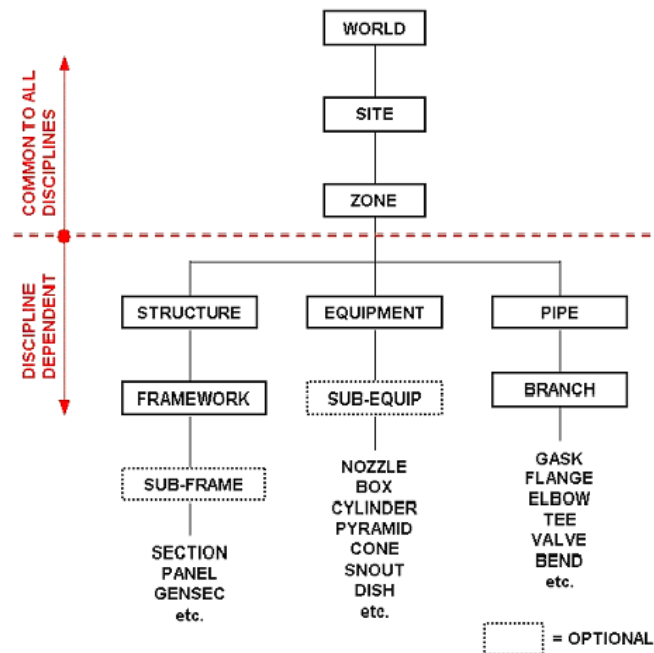 WORLD
COMMON TO ALL
DISCIPLINES
SITE
ZONE
DISCIPLINE
DEPENDENT
STRUCTURE
EQUIPMENT
PIPE
FRAMEWORK
SUB-EQUIP
BRANCH
SUB-FRAME
SECTION
PANEL
GENSEC
etc.
NOZZLE
BOX
CYLINDER
PYRAMID
CONE
SNOUT
DISH
etc.
GASK
FLANGE
ELBOW
TEE
VALVE
BEND
etc.
= OPTIONAL